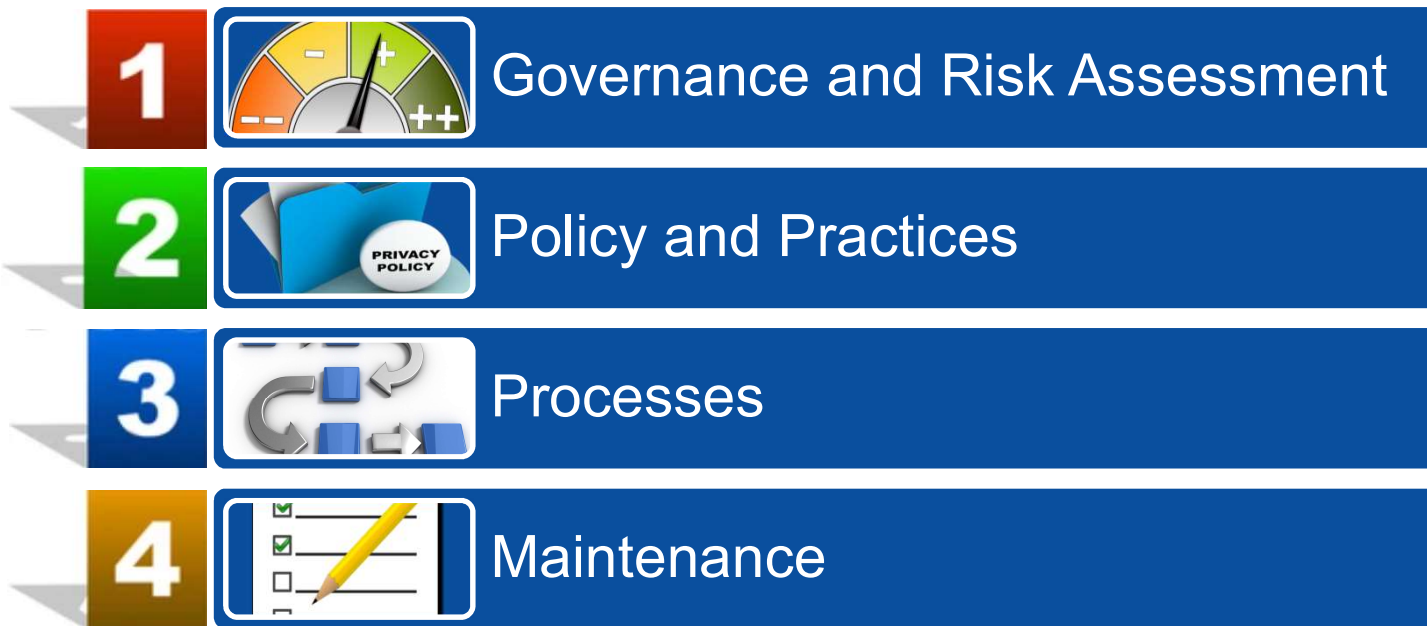 1
Governance and Risk Assessment
-- - + ++
2
PRIVACY
POLICY
Policy and Practices
3
Processes
4
Maintenance